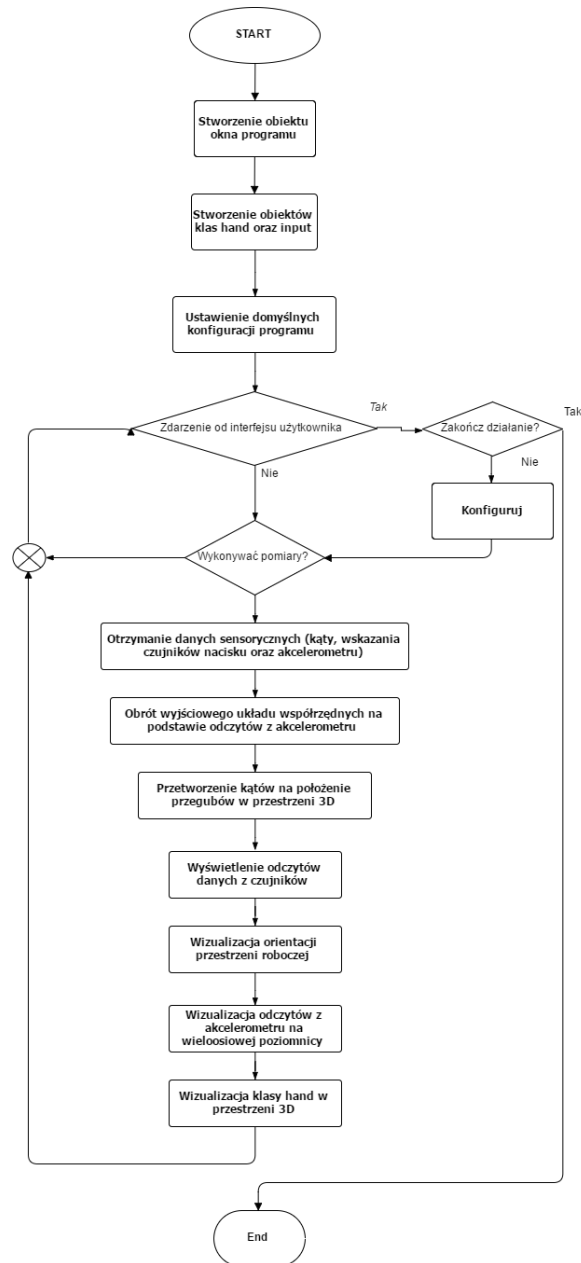 START
Stworzenie obiektu
okna programu
Stworzenie obiektów
klas hand oraz input
Ustawienie domyślnych
konfiguracji programu
Zdarzenie od interfejsu użytkownika
Tak
Zakończ działanie?
Tak
Nie
Nie
Konfiguruj
Wykonywać pomiary?
Otrzymanie danych sensorycznych (kąty, wskazania
czujników nacisku oraz akcelerometru)
Obrót wyjściowego układu współrzędnych na
podstawie odczytów z akcelerometru
Przetworzenie kątów na położenie
przegubów w przestrzeni 3D
Wyświetlenie odczytów
danych z czujników
Wizualizacja orientacji
przestrzeni roboczej
Wizualizacja odczytów z
akcelerometru na
wieloosiowej poziomnicy
Wizualizacja klasy hand w
przestrzeni 3D
End